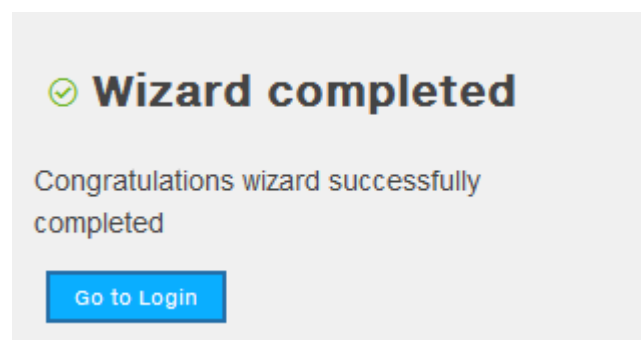 Wizard completed
Congratulations wizard successfully
completed
Go to Login